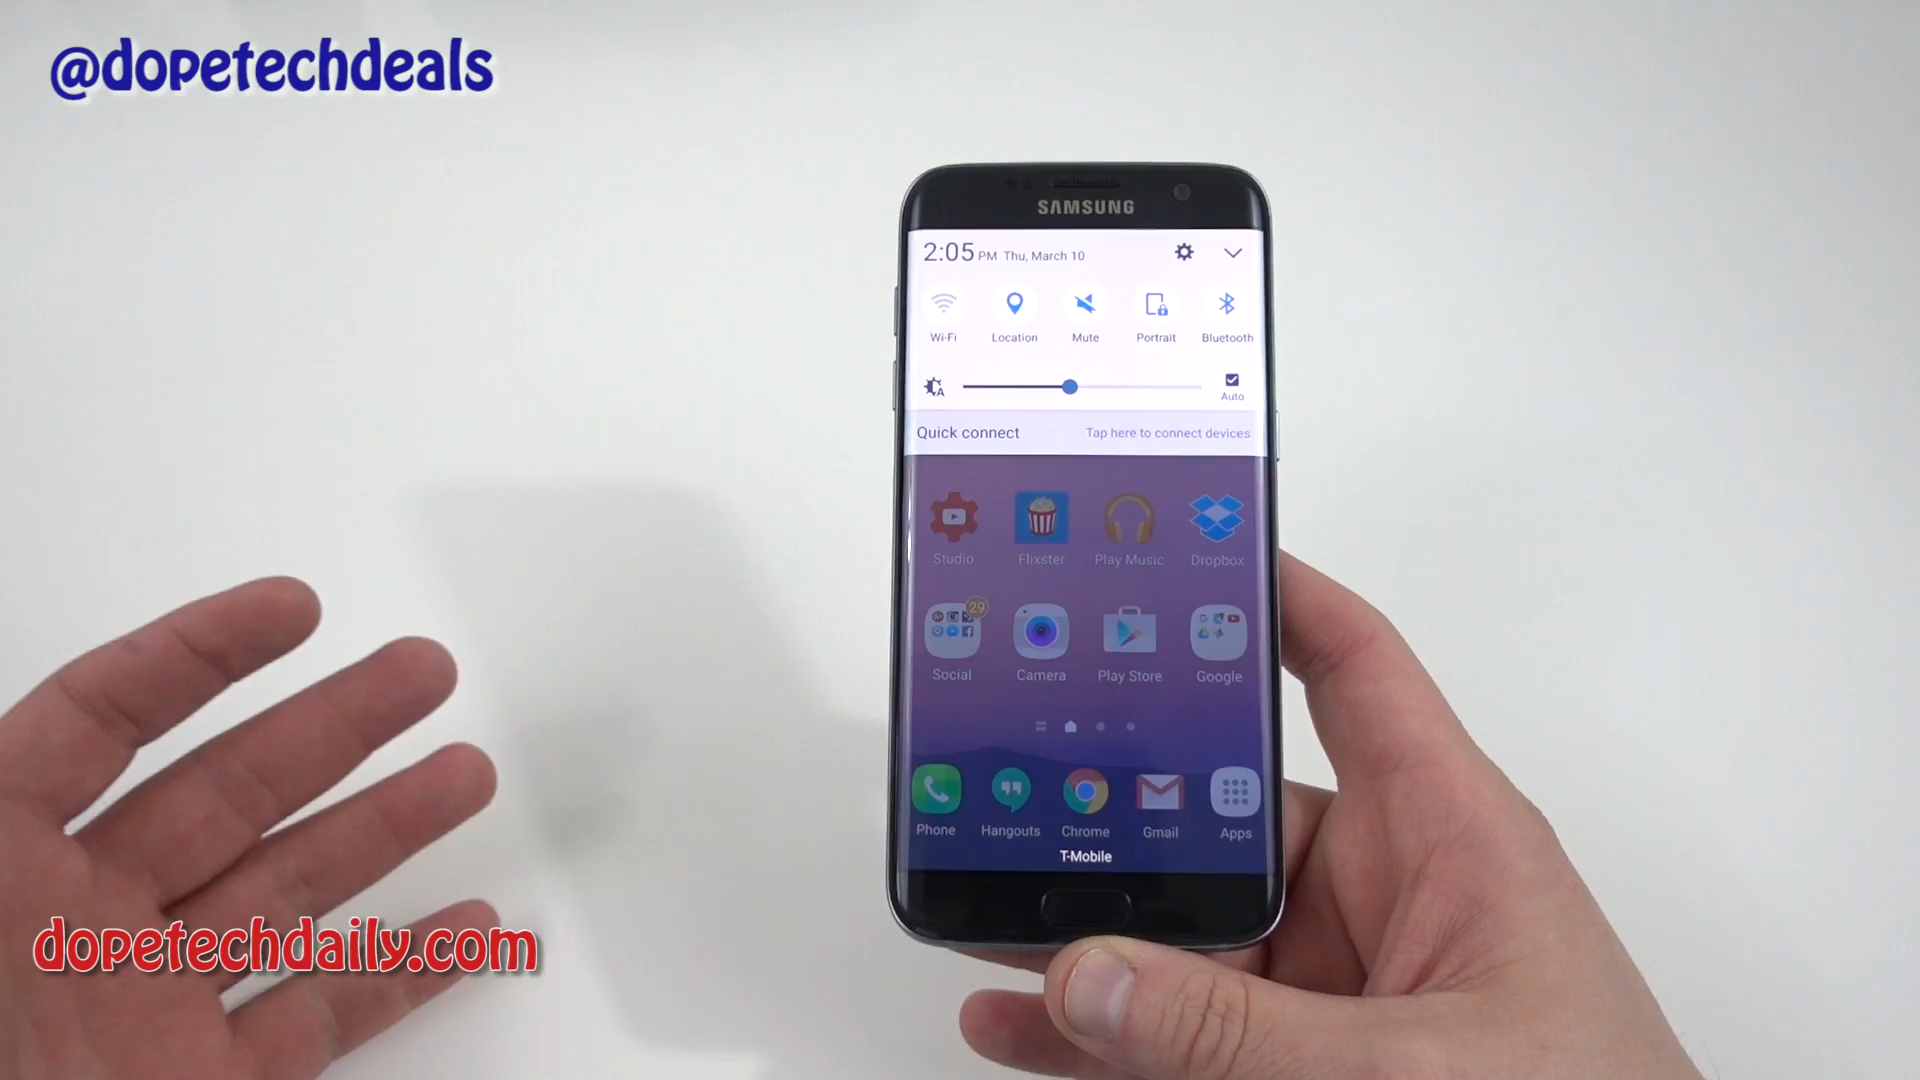 @dopetechdeals
SAMSUNG
2:05 PM Thu, March 10
Wi-Fi Location Mute Portrait Bluetooth
A Auto
Quick connect Tap here to connect devices
Studio Flixster Play Music Dropbox
29
Social Camera Play Store Google
Phone Hangouts Chrome Gmail Apps
T-Mobile
dopetechdaily.com